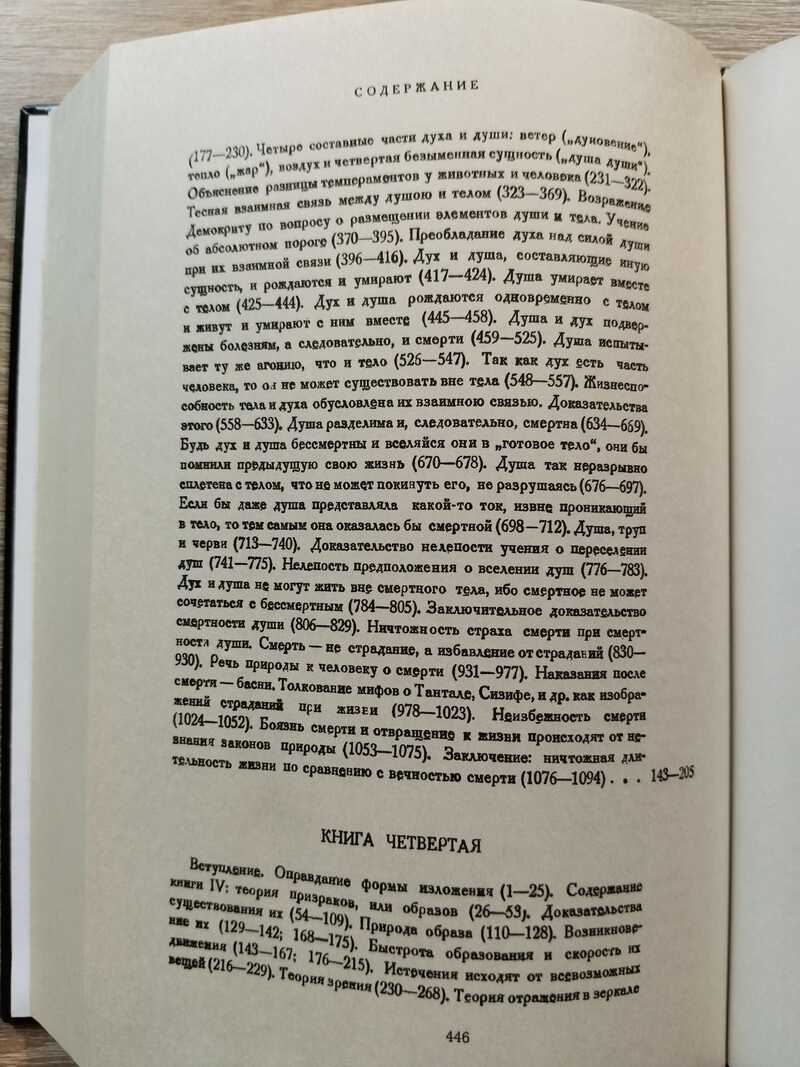 СОДЕРЖАНИЕ
(177—230). Четыре составные части духа и души: ветер („дуновение“),
тепло („жар“), воздух и четвертая безыменная сущность („душа души“).
Объяснение разницы темпераментов у животных и человека (231—322).
Тесная взаимная связь между душою и телом (323—369). Возражение
Демокриту по вопросу о размещении элементов души и тела. Учение
об абсолютном пороге (370—395). Преобладание духа над силой души
при их взаимной связи (396—416). Дух и душа, составляющие иную
сущность, и рождаются и умирают (417—424). Душа умирает вместе
с телом (425—444). Дух и душа рождаются одновременно с телом
и живут и умирают с ним вместе (445—458). Душа и дух подвер-
жены болезням, а следовательно, и смерти (459—525). Душа испыты-
вает ту же агонию, что и тело (526—547). Так как дух есть часть
человека, то он не может существовать вне тела (548—557). Жизнеспо-
собность тела и духа обусловлена их взаимною связью. Доказательства
этого (558—633). Душа разделима и, следовательно, смертна (634—669).
Будь дух и душа бессмертны и вселяйся они в „готовое тело“, они бы
помнили предыдущую свою жизнь (670—678). Душа так неразрывно
сплетена с телом, что не может покинуть его, не разрушаясь (676—697).
Если бы даже душа представляла какой-то ток, извне проникающий
в тело, то тем самым она оказалась бы смертной (698—712). Душа, труп
и черви (713—740). Доказательство нелепости учения о переселении
душ (741—775). Нелепость предположения о вселении душ (776—783).
Дух и душа не могут жить вне смертного тела, ибо смертное не может
сочетаться с бессмертным (784—805). Заключительное доказательство
смертности души (806—829). Ничтожность страха смерти при смерт-
ности души. Смерть — не страдание, а избавление от страданий (830—
930). Речь природы к человеку о смерти (931—977). Наказания после
смерти — басни. Толкование мифов о Тантале, Сизифе, и др. как изобра-
жений страданий при жизни (978—1023). Неизбежность смерти
(1024—1052). Боязнь смерти и отвращение к жизни происходят от не-
знания законов природы (1053—1075). Заключение: ничтожная дли-
тельность жизни по сравнению с вечностью смерти (1076—1094) . . . 143—205
КНИГА ЧЕТВЕРТАЯ
Вступление. Оправдание формы изложения (1—25). Содержание
книги IV: теория призраков, или образов (26—53). Доказательства
существования их (54—109). Природа образа (110—128). Возникнове-
ние их (129—142; 168—175). Быстрота образования и скорость их
движения (143—167; 176—215). Истечения исходят от всевозможных
вещей (216—229). Теория зрения (230—268). Теория отражения в зеркале
446